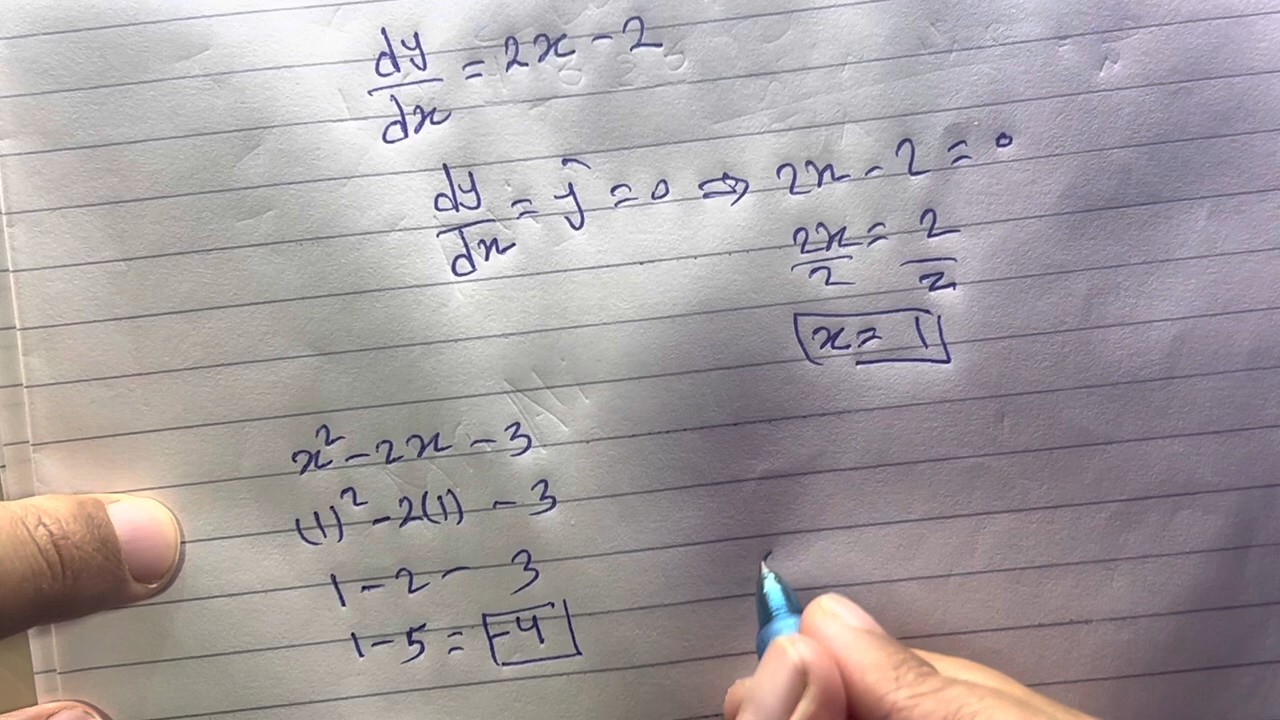 dy/dx = 2x - 2
dy/dx = ŷ = 0 ⇒ 2x - 2 = 0
2x/2 = 2/2
x = 1
x² - 2x - 3
(1)² - 2(1) - 3
1 - 2 - 3
1 - 5 = -4